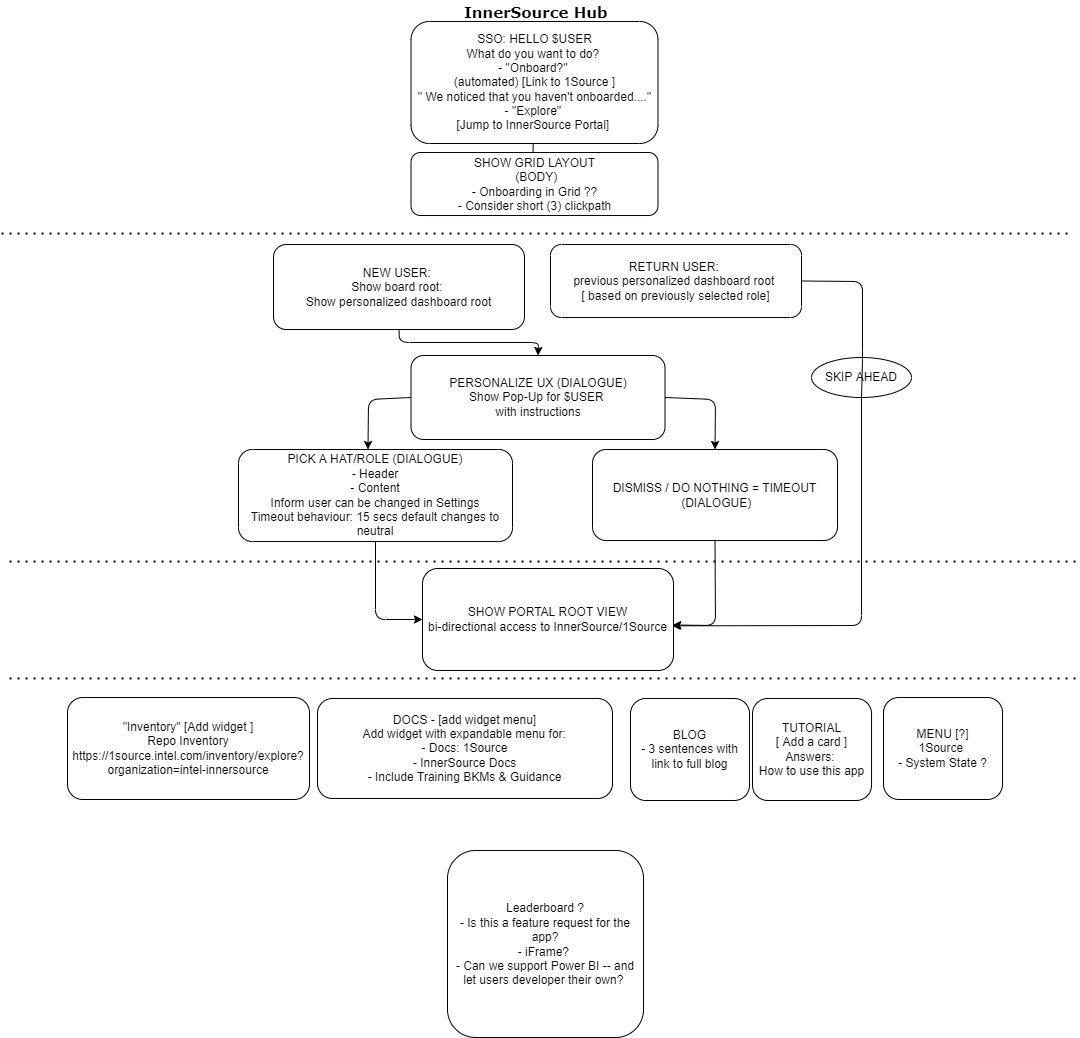 InnerSource Hub
SSO: HELLO $USER
What do you want to do?
- "Onboard?"
(automated) [Link to 1Source ]
" We noticed that you haven't onboarded...."
- "Explore"
[Jump to InnerSource Portal]
SHOW GRID LAYOUT
(BODY)
- Onboarding in Grid ??
- Consider short (3) clickpath
NEW USER:
Show board root:
Show personalized dashboard root
RETURN USER:
previous personalized dashboard root
[ based on previously selected role]
SKIP AHEAD
PERSONALIZE UX (DIALOGUE)
Show Pop-Up for $USER
with instructions
PICK A HAT/ROLE (DIALOGUE)
- Header
- Content
Inform user can be changed in Settings
Timeout behaviour: 15 secs default changes to
neutral
DISMISS / DO NOTHING = TIMEOUT
(DIALOGUE)
SHOW PORTAL ROOT VIEW
bi-directional access to InnerSource/1Source
"Inventory" [Add widget ]
Repo Inventory
https://1source.intel.com/inventory/explore?
organization=intel-innersource
DOCS - [add widget menu]
Add widget with expandable menu for:
- Docs: 1Source
- InnerSource Docs
- Include Training BKMs & Guidance
BLOG
- 3 sentences with
link to full blog
TUTORIAL
[ Add a card ]
Answers:
How to use this app
MENU [?]
1Source
- System State ?
Leaderboard ?
- Is this a feature request for the
app?
- iFrame?
- Can we support Power BI -- and
let users developer their own?